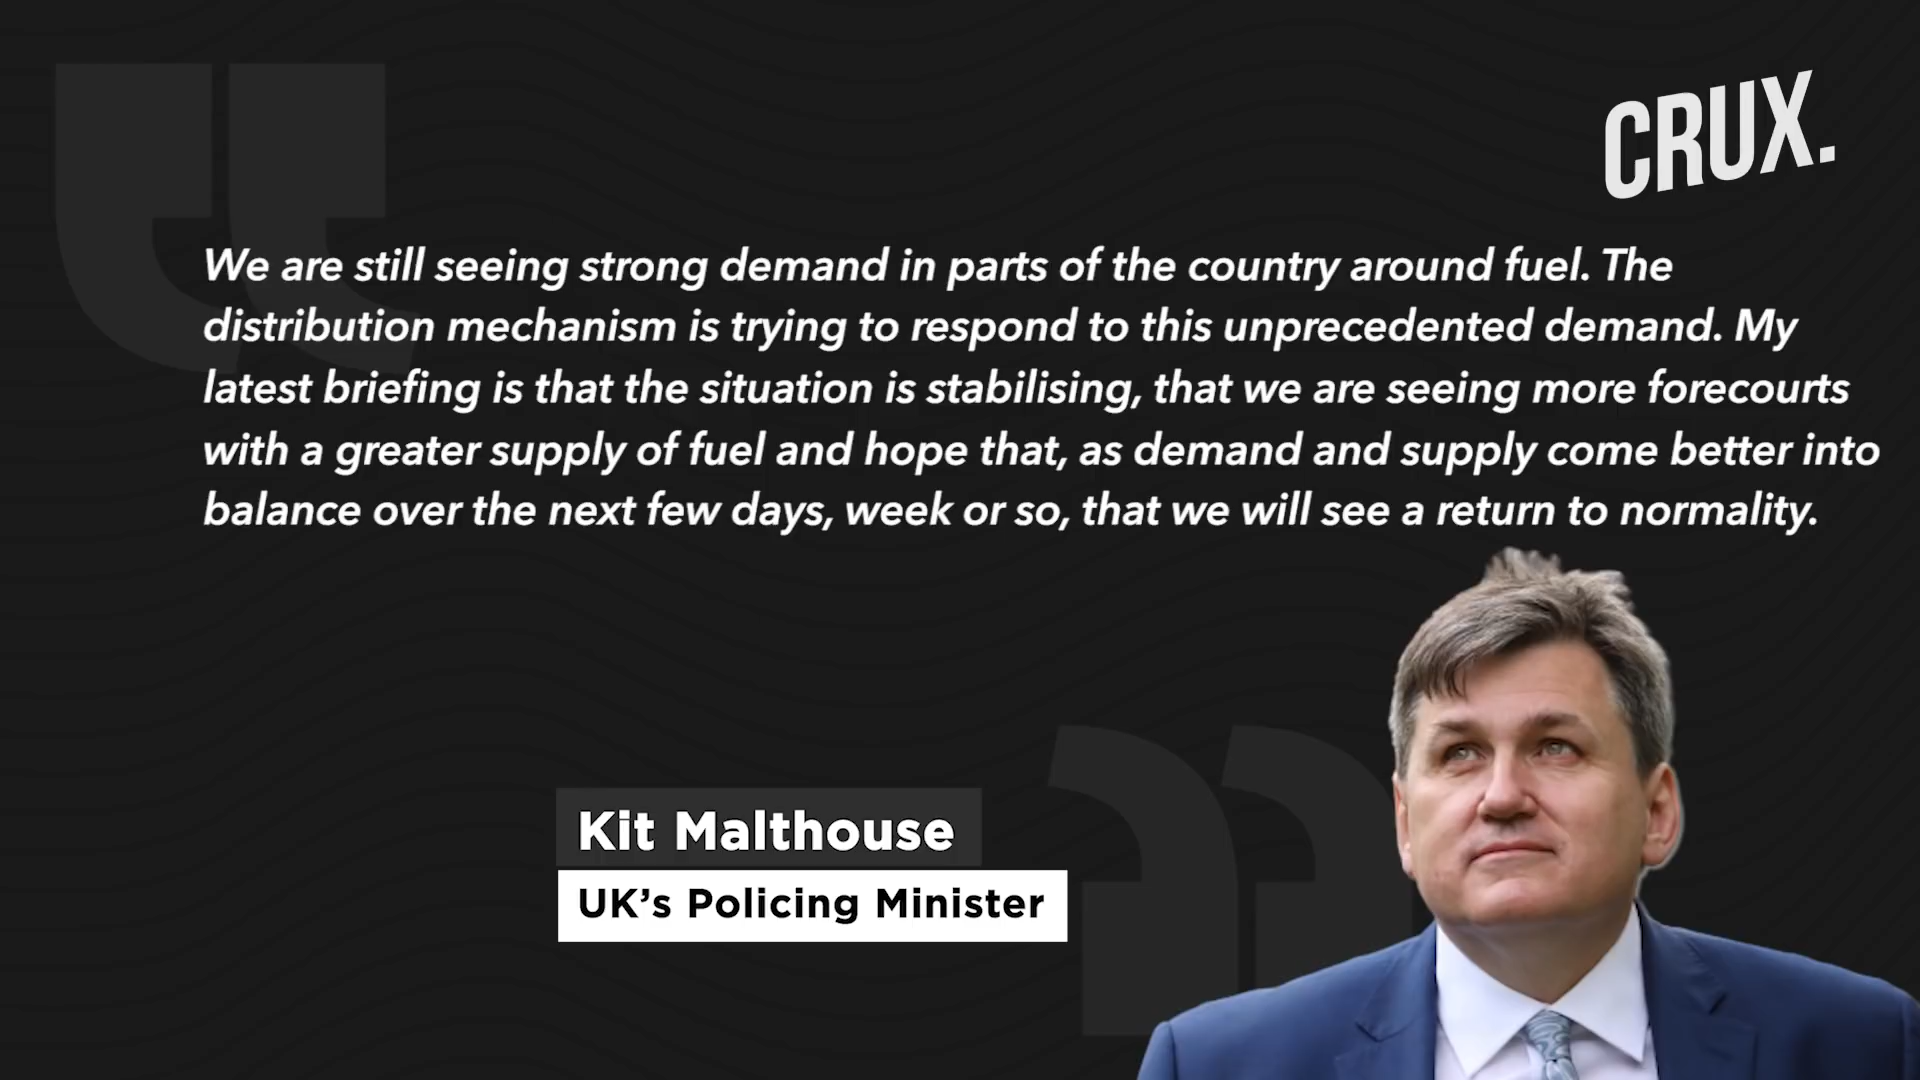 CRUX.
We are still seeing strong demand in parts of the country around fuel. The
distribution mechanism is trying to respond to this unprecedented demand. My
latest briefing is that the situation is stabilising, that we are seeing more forecourts
with a greater supply of fuel and hope that, as demand and supply come better into
balance over the next few days, week or so, that we will see a return to normality.
Kit Malthouse
UK’s Policing Minister